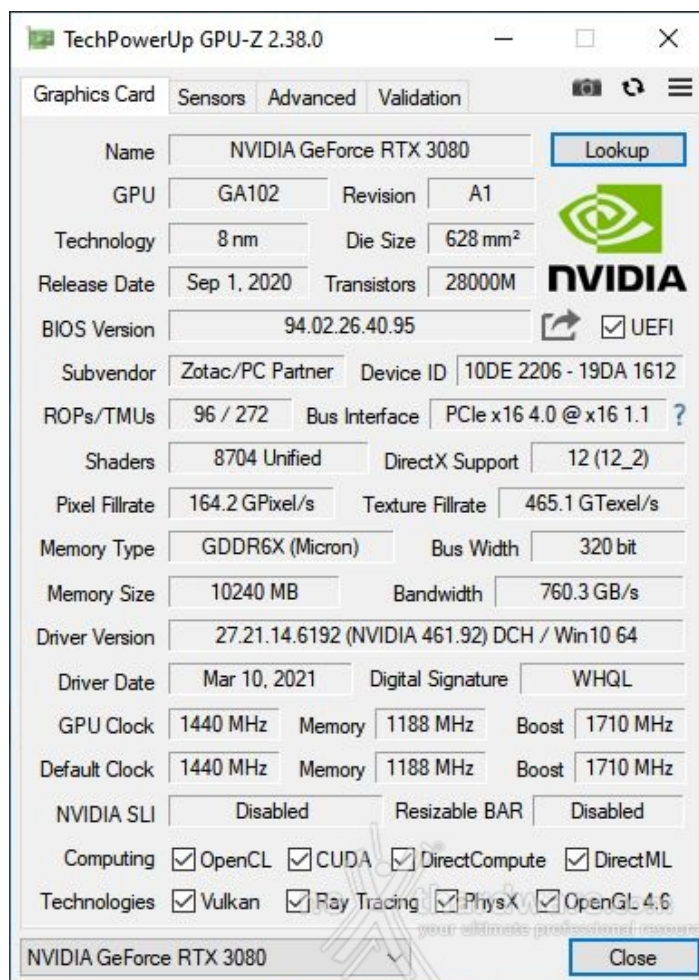 TechPowerUp GPU-Z 2.38.0
Graphics Card Sensors Advanced Validation
Name NVIDIA GeForce RTX 3080 Lookup
GPU GA102 Revision A1
Technology 8 nm Die Size 628 mm²
Release Date Sep 1, 2020 Transistors 28000M
NVIDIA
BIOS Version 94.02.26.40.95 UEFI
Subvendor Zotac/PC Partner Device ID 10DE 2206 - 19DA 1612
ROPs/TMUs 96 / 272 Bus Interface PCIe x16 4.0 @ x16 1.1 ?
Shaders 8704 Unified DirectX Support 12 (12_2)
Pixel Fillrate 164.2 GPixel/s Texture Fillrate 465.1 GTexel/s
Memory Type GDDR6X (Micron) Bus Width 320 bit
Memory Size 10240 MB Bandwidth 760.3 GB/s
Driver Version 27.21.14.6192 (NVIDIA 461.92) DCH / Win10 64
Driver Date Mar 10, 2021 Digital Signature WHQL
GPU Clock 1440 MHz Memory 1188 MHz Boost 1710 MHz
Default Clock 1440 MHz Memory 1188 MHz Boost 1710 MHz
NVIDIA SLI Disabled Resizable BAR Disabled
Computing OpenCL CUDA DirectCompute DirectML
Technologies Vulkan Ray Tracing PhysX OpenGL 4.6
your ultimate professional resource
NVIDIA GeForce RTX 3080 Close